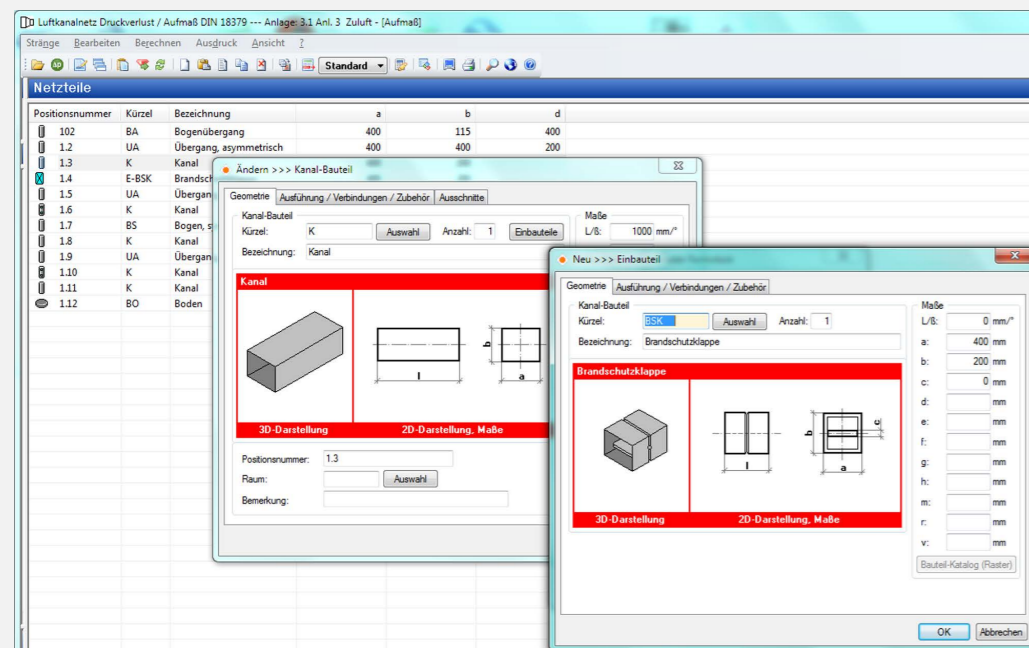 Luftkanalnetz Druckverlust / Aufmaß DIN 18379 --- Anlage: 3.1 Anl. 3 Zuluft - [Aufmaß]
Stränge Bearbeiten Berechnen Ausdruck Ansicht ?
Standard
Netzteile
Positionsnummer Kürzel Bezeichnung a b d
102 BA Bogenübergang 400 115 400
1.2 UA Übergang, asymmetrisch 400 400 200
1.3 K Kanal
1.4 E-BSK Brandsch
1.5 UA Übergan
1.6 K Kanal
1.7 BS Bogen, s
1.8 K Kanal
1.9 UA Übergan
1.10 K Kanal
1.11 K Kanal
1.12 BO Boden
Ändern >>> Kanal-Bauteil
Geometrie Ausführung / Verbindungen / Zubehör Ausschnitte
Kanal-Bauteil
Kürzel: K Auswahl Anzahl: 1 Einbauteile
Bezeichnung: Kanal
Maße
L/ß: 1000 mm/°
Kanal
l b a
3D-Darstellung 2D-Darstellung, Maße
Positionsnummer: 1.3
Raum: Auswahl
Bemerkung:
Neu >>> Einbauteil
Geometrie Ausführung / Verbindungen / Zubehör
Kanal-Bauteil
Kürzel: BSK Auswahl Anzahl: 1
Bezeichnung: Brandschutzklappe
Brandschutzklappe
l b a c
3D-Darstellung 2D-Darstellung, Maße
Maße
L/ß: 0 mm/°
a: 400 mm
b: 200 mm
c: 0 mm
d: mm
e: mm
f: mm
g: mm
h: mm
m: mm
r: mm
v: mm
Bauteil-Katalog (Raster)
OK Abbrechen